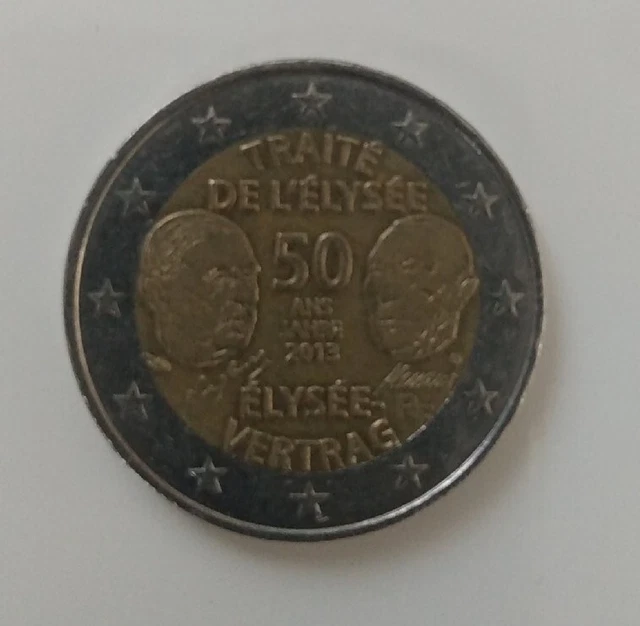 TRAITÉ
DE L'ÉLYSÉE
50
ANS
JAHRE
2013
ÉLYSÉE-
VERTRAG